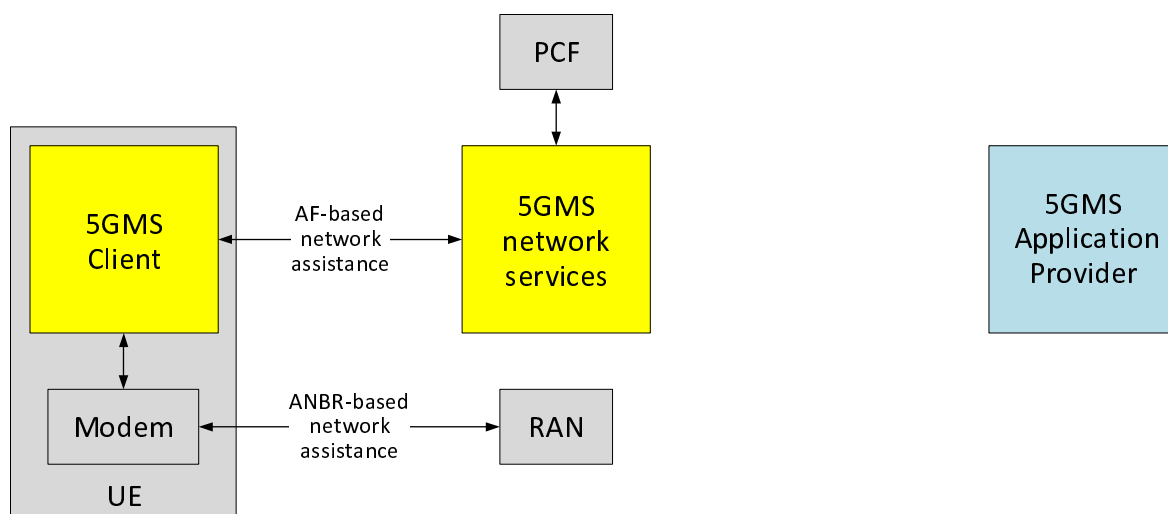 PCF
5GMS
Client
AF-based
network
assistance
5GMS
network
services
5GMS
Application
Provider
Modem
ANBR-based
network
assistance
RAN
UE